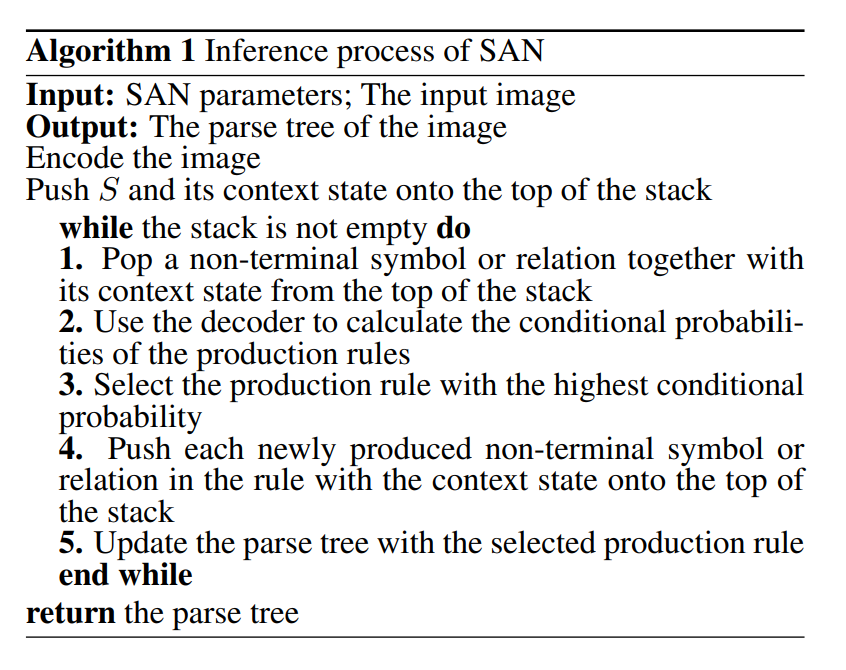 Algorithm 1 Inference process of SAN
Input: SAN parameters; The input image
Output: The parse tree of the image
Encode the image
Push S and its context state onto the top of the stack
while the stack is not empty do
1. Pop a non-terminal symbol or relation together with
its context state from the top of the stack
2. Use the decoder to calculate the conditional probabili-
ties of the production rules
3. Select the production rule with the highest conditional
probability
4. Push each newly produced non-terminal symbol or
relation in the rule with the context state onto the top of
the stack
5. Update the parse tree with the selected production rule
end while
return the parse tree